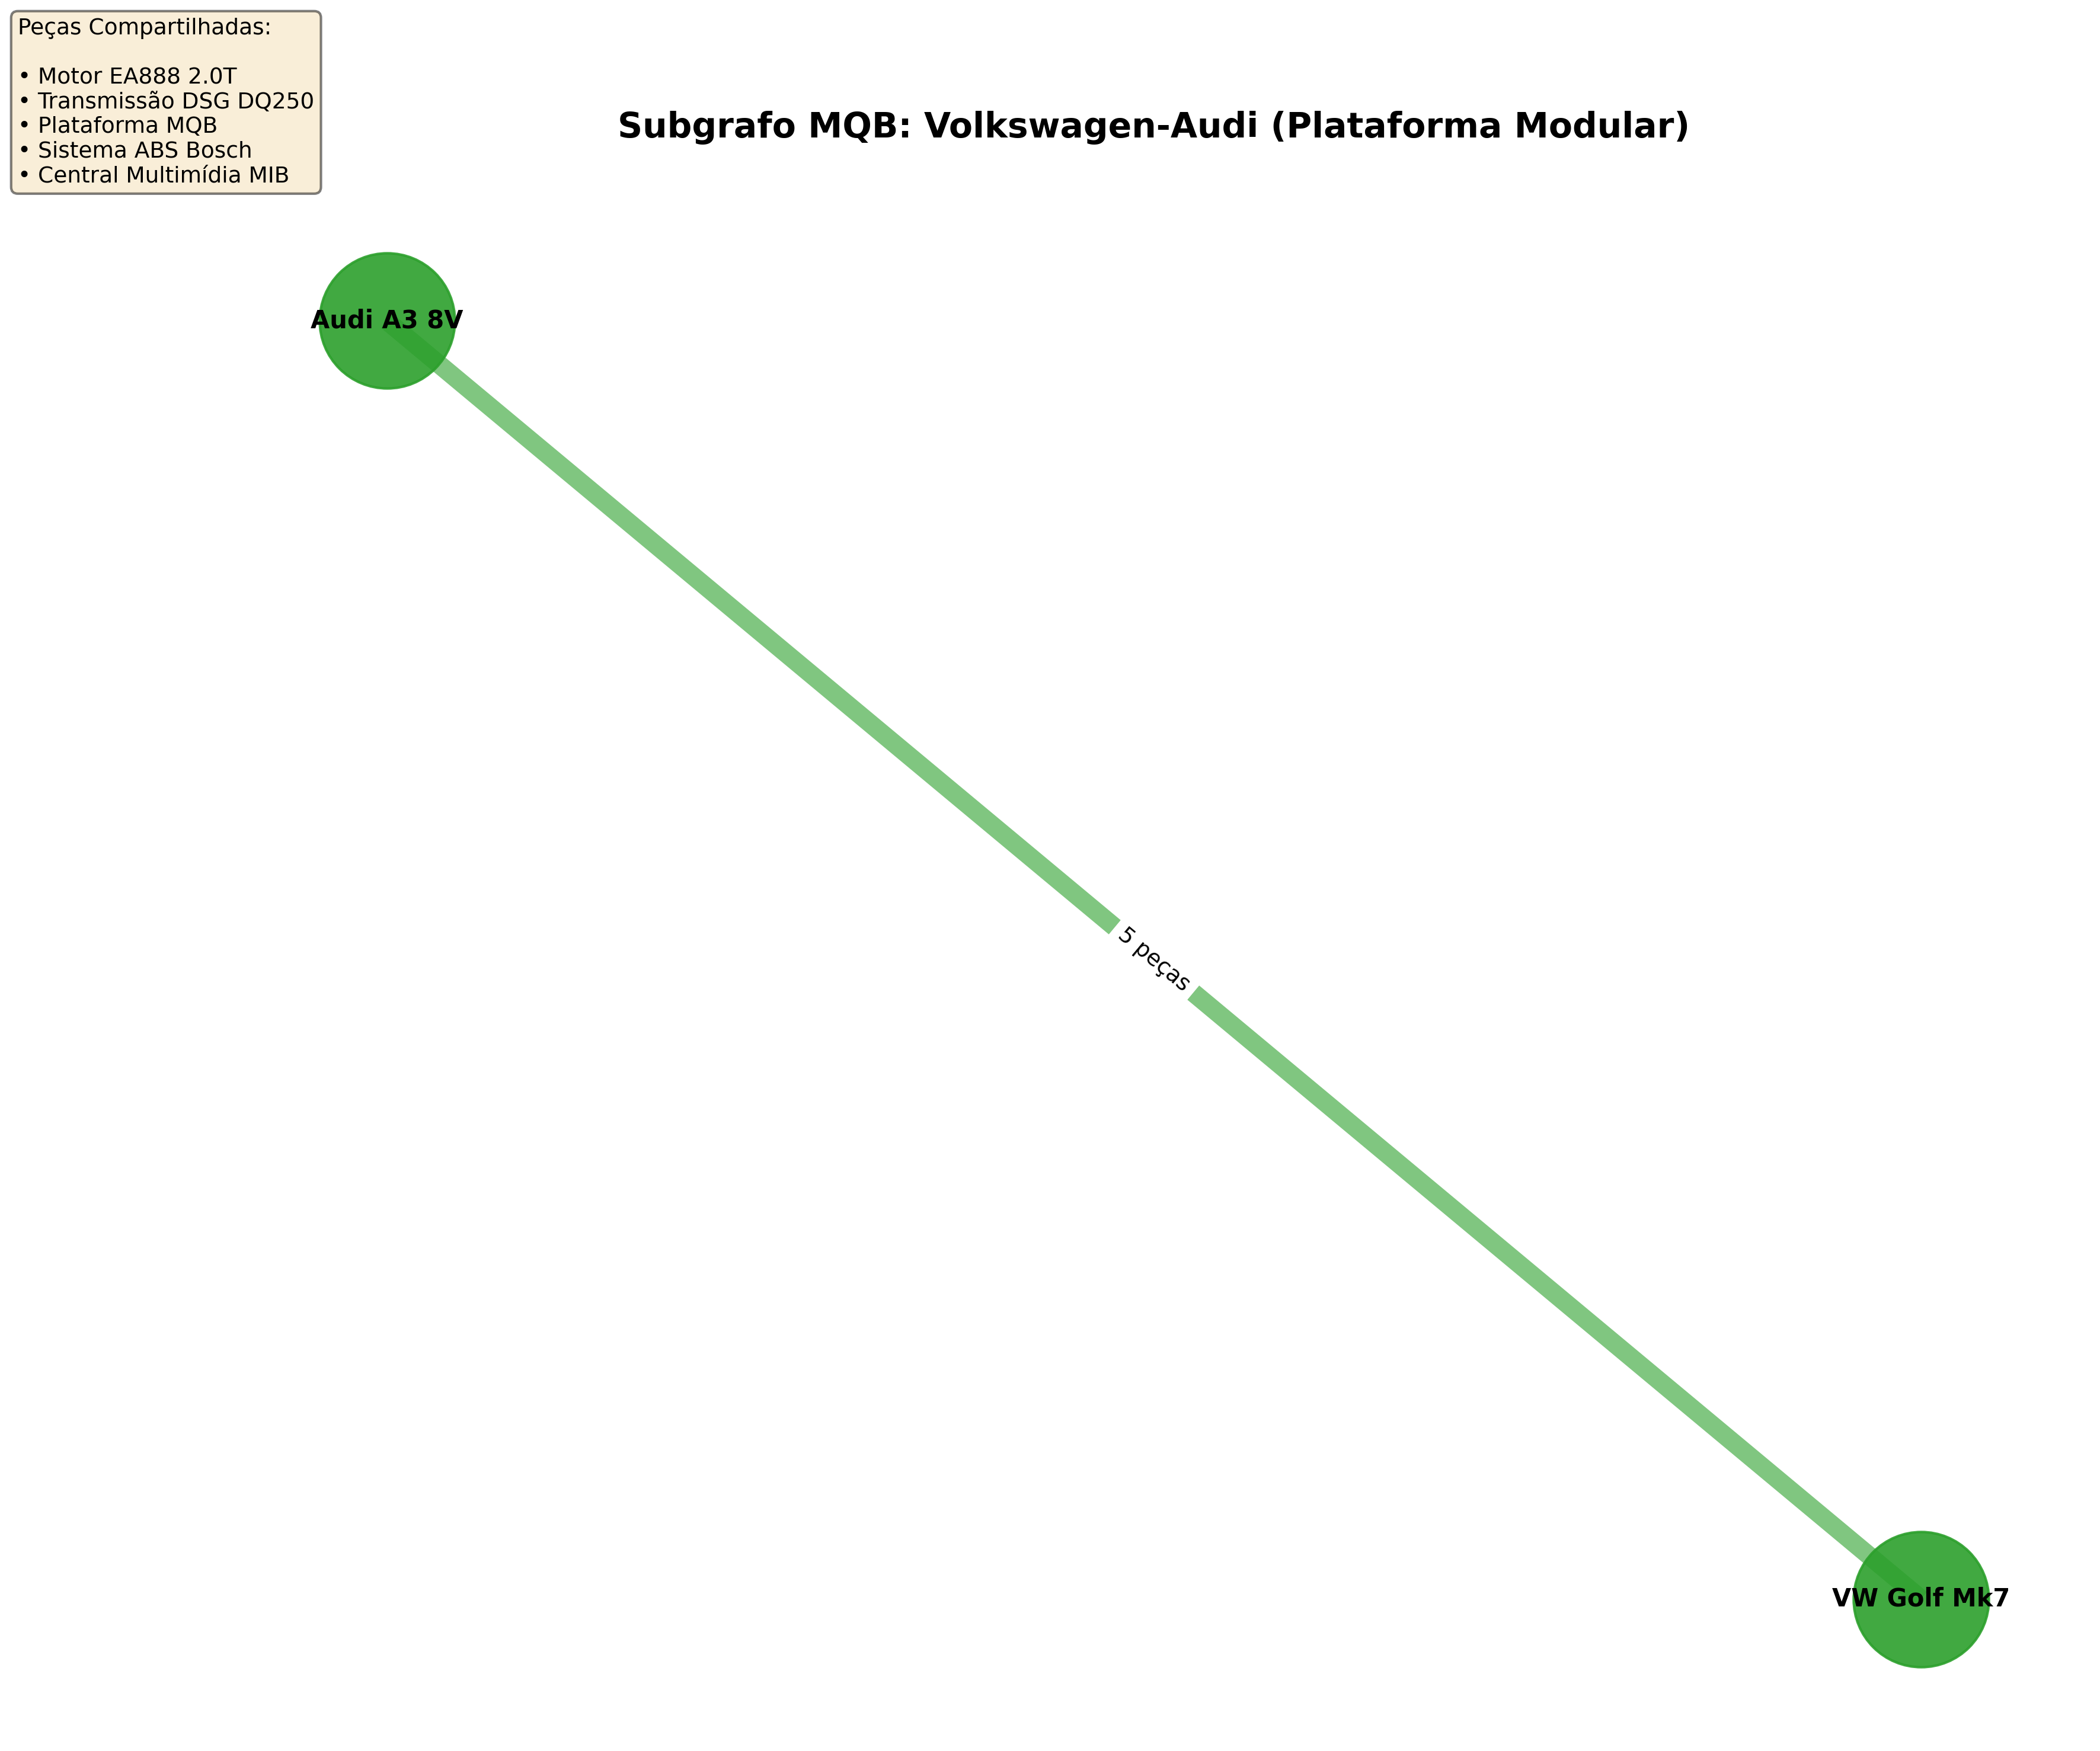 Peças Compartilhadas:
• Motor EA888 2.0T
• Transmissão DSG DQ250
• Plataforma MQB
• Sistema ABS Bosch
• Central Multimídia MIB
Subgrafo MQB: Volkswagen-Audi (Plataforma Modular)
Audi A3 8V
5 peças
VW Golf Mk7